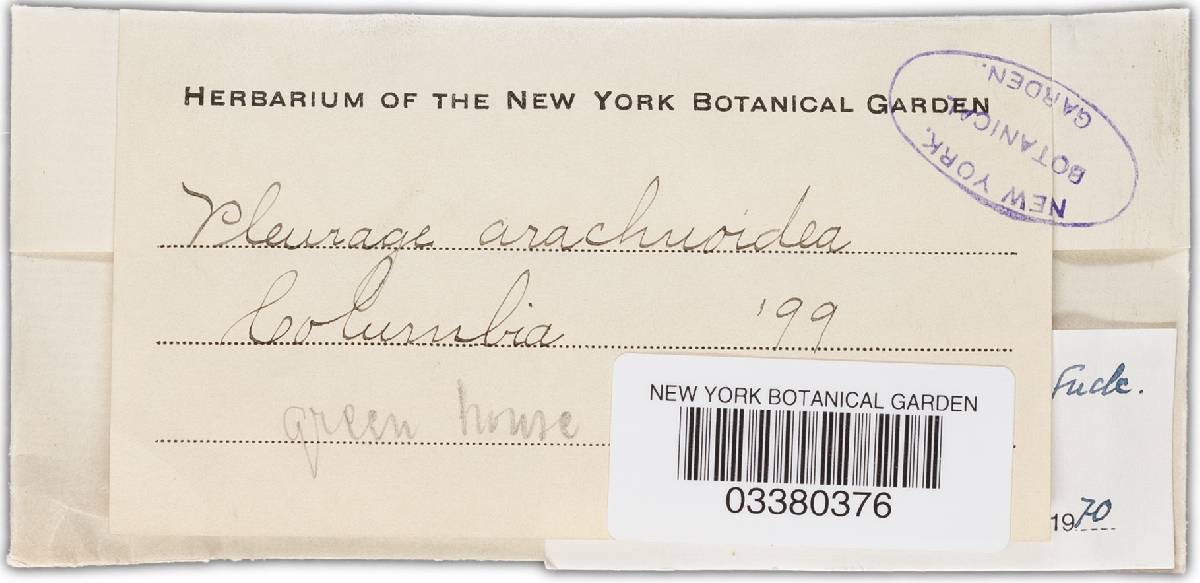 HERBARIUM OF THE NEW YORK BOTANICAL GARDEN
NEW YORK.
BOTANICAL
GARDEN.
Pleurage arachnoidea
Columbia '99
green house
Fuck.
NEW YORK BOTANICAL GARDEN
03380376
1970